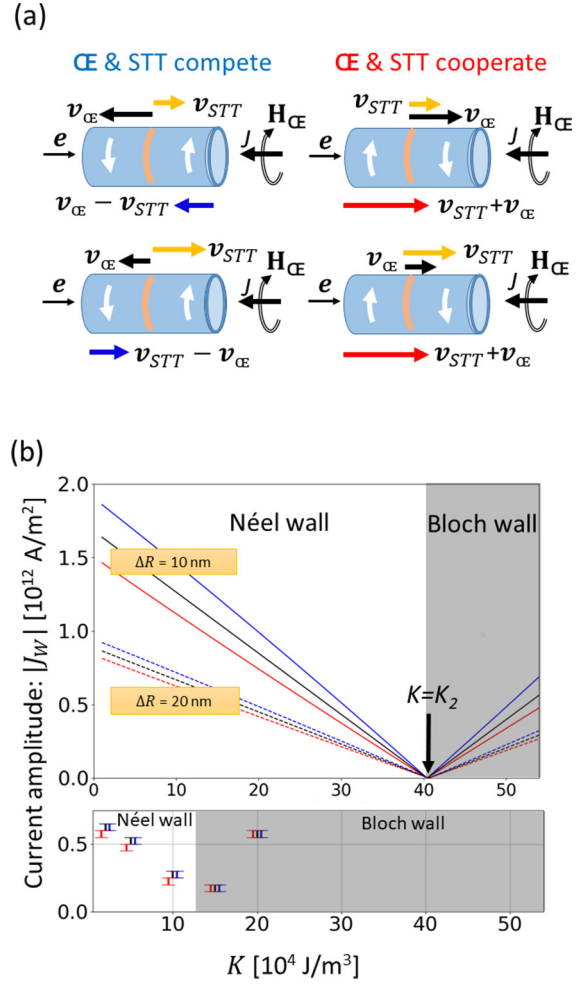 (a)
Œ & STT compete
Œ & STT cooperate
v_Œ v_STT H_Œ
e J
v_Œ − v_STT
v_STT v_Œ H_Œ
e J
v_STT+v_Œ
v_Œ v_STT H_Œ
e J
v_STT − v_Œ
v_Œ v_STT H_Œ
e J
v_STT+v_Œ
(b)
Current amplitude: |J_W| [10^12 A/m^2]
2.0
1.5
1.0
0.5
0.0
Néel wall
Bloch wall
ΔR = 10 nm
ΔR = 20 nm
K=K_2
0 10 20 30 40 50
Néel wall
Bloch wall
0.5
0.0
10 20 30 40 50
K [10^4 J/m^3]